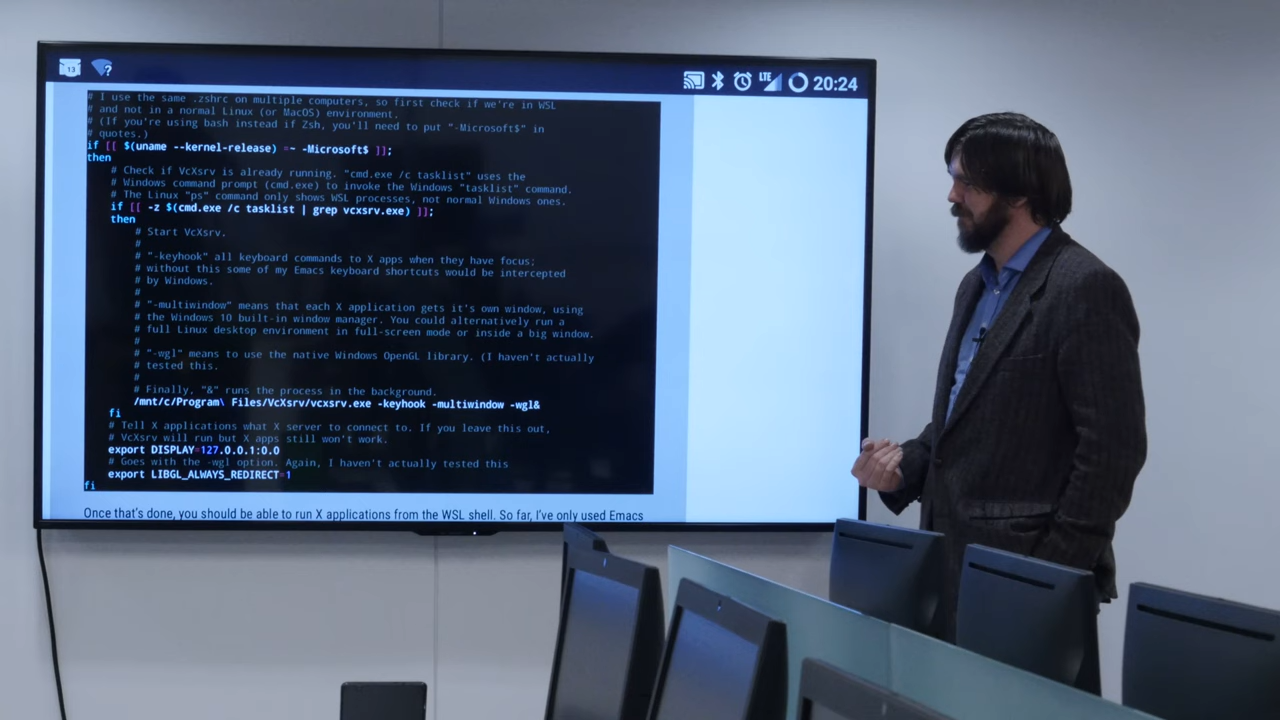 13
?
LTE
20:24
# I use the same .zshrc on multiple computers, so first check if we're in WSL
# and not in a normal Linux (or MacOS) environment.
# (If you're using bash instead if Zsh, you'll need to put "-Microsoft$" in
# quotes.)
if [[ $(uname --kernel-release) =~ -Microsoft$ ]];
then
# Check if VcXsrv is already running. "cmd.exe /c tasklist" uses the
# Windows command prompt (cmd.exe) to invoke the Windows "tasklist" command.
# The Linux "ps" command only shows WSL processes, not normal Windows ones.
if [[ -z $(cmd.exe /c tasklist | grep vcxsrv.exe) ]];
then
# Start VcXsrv.
#
# "-keyhook" all keyboard commands to X apps when they have focus;
# without this some of my Emacs keyboard shortcuts would be intercepted
# by Windows.
#
# "-multiwindow" means that each X application gets it's own window, using
# the Windows 10 built-in window manager. You could alternatively run a
# full Linux desktop environment in full-screen mode or inside a big window.
#
# "-wgl" means to use the native Windows OpenGL library. (I haven't actually
# tested this.
#
# Finally, "&" runs the process in the background.
/mnt/c/Program\ Files/VcXsrv/vcxsrv.exe -keyhook -multiwindow -wgl&
fi
# Tell X applications what X server to connect to. If you leave this out,
# VcXsrv will run but X apps still won't work.
export DISPLAY=127.0.0.1:0.0
# Goes with the -wgl option. Again, I haven't actually tested this
export LIBGL_ALWAYS_REDIRECT=1
fi
Once that's done, you should be able to run X applications from the WSL shell. So far, I've only used Emacs